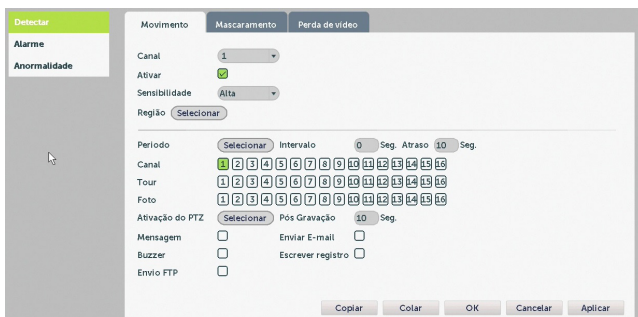 Detectar
Alarme
Anormalidade
Movimento Mascaramento Perda de vídeo
Canal 1
Ativar
Sensibilidade Alta
Região Selecionar
Periodo Selecionar Intervalo 0 Seg. Atraso 10 Seg.
Canal 1 2 3 4 5 6 7 8 9 10 11 12 13 14 15 16
Tour 1 2 3 4 5 6 7 8 9 10 11 12 13 14 15 16
Foto 1 2 3 4 5 6 7 8 9 10 11 12 13 14 15 16
Ativação do PTZ Selecionar Pós Gravação 10 Seg.
Mensagem Enviar E-mail
Buzzer Escrever registro
Envio FTP
Copiar Colar OK Cancelar Aplicar